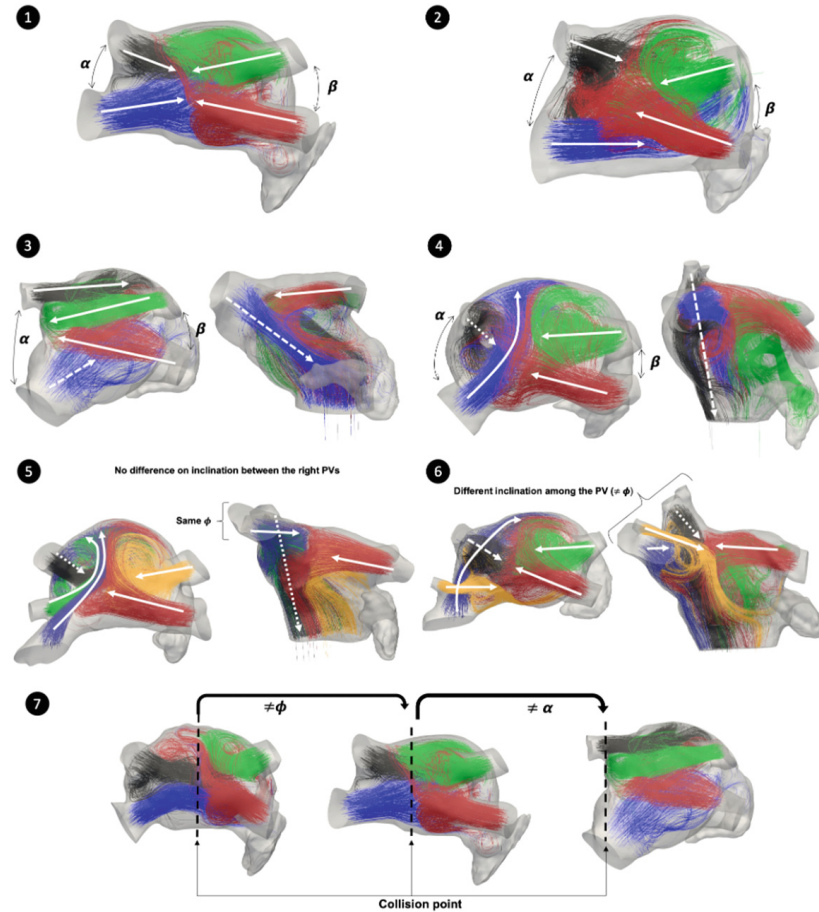 1
2
α
β
α
β
3
4
α
β
α
β
5
No difference on inclination between the right PVs
6
Different inclination among the PV (≠ ϕ)
Same ϕ
7
≠ϕ
≠ α
Collision point